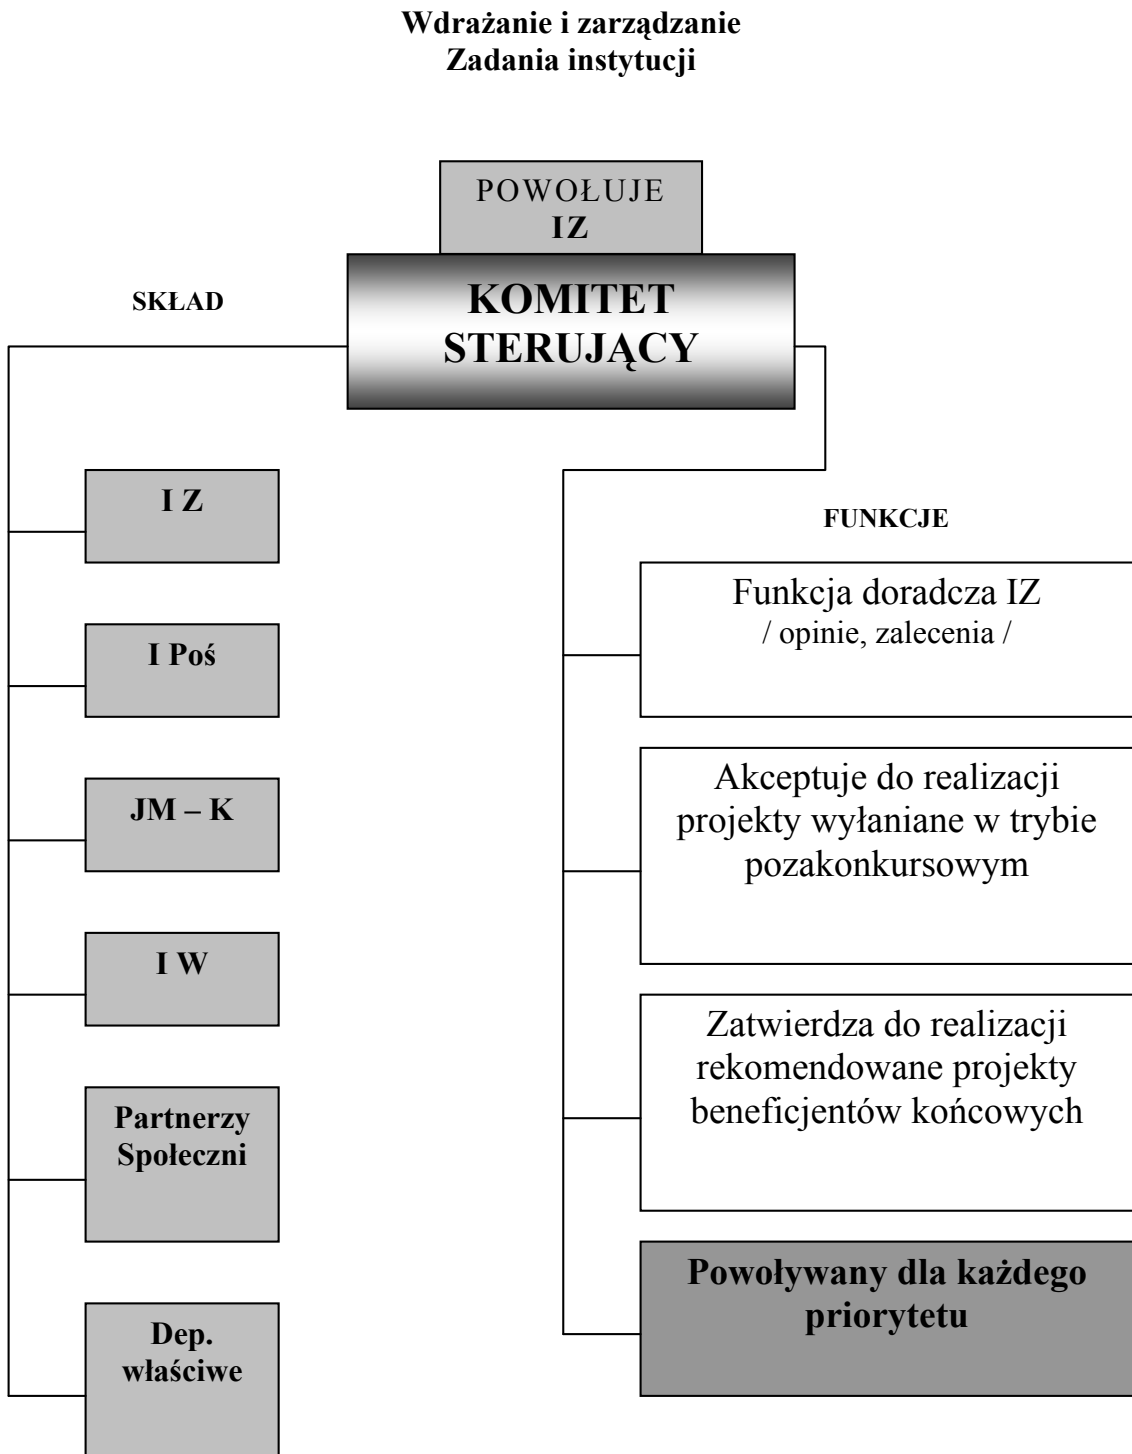 Wdrażanie i zarządzanie
Zadania instytucji
POWOŁUJE
IZ
KOMITET
STERUJĄCY
SKŁAD
I Z
I Poś
JM – K
I W
Partnerzy
Społeczni
Dep.
właściwe
FUNKCJE
Funkcja doradcza IZ
/ opinie, zalecenia /
Akceptuje do realizacji
projekty wyłaniane w trybie
pozakonkursowym
Zatwierdza do realizacji
rekomendowane projekty
beneficjentów końcowych
Powoływany dla każdego
priorytetu